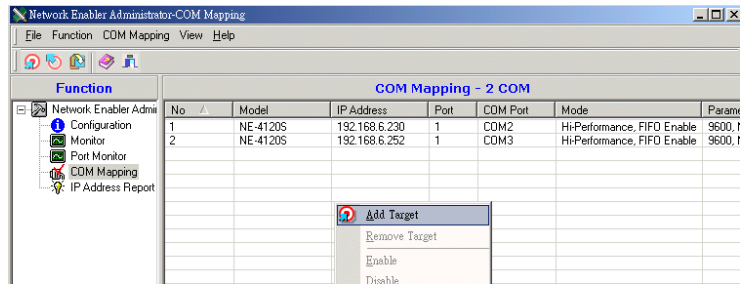 Network Enabler Administrator-COM Mapping
File Function COM Mapping View Help
Function
COM Mapping - 2 COM
Network Enabler Admi
Configuration
Monitor
Port Monitor
COM Mapping
IP Address Report
No Model IP Address Port COM Port Mode Parame
1 NE-4120S 192.168.6.230 1 COM2 Hi-Performance, FIFO Enable 9600, N
2 NE-4120S 192.168.6.252 1 COM3 Hi-Performance, FIFO Enable 9600, N
Add Target
Remove Target
Enable
Disable